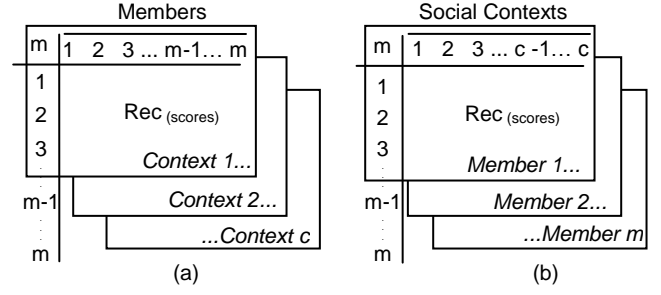 Members
m 1 2 3 ... m-1... m
1
2 Rec (scores)
3 Context 1...
m-1 Context 2...
...Context c
m
(a)
Social Contexts
m 1 2 3 ... c -1... c
1
2 Rec (scores)
3 Member 1...
m-1 Member 2...
...Member m
m
(b)